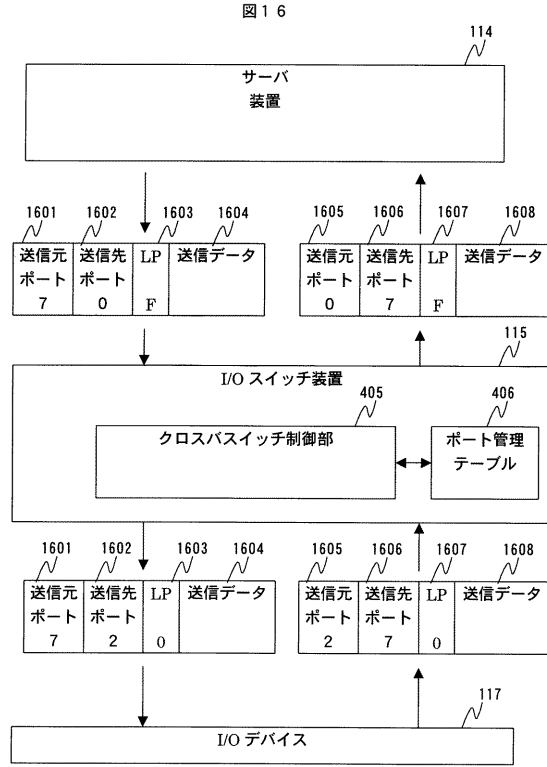 図16
114
サーバ
装置
1601 1602 1603 1604 1605 1606 1607 1608
送信元 送信先 LP 送信データ 送信元 送信先 LP 送信データ
ポート ポート ポート ポート
7 0 F 0 7 F
115
I/O スイッチ装置
405 406
クロスバスイッチ制御部 ポート管理
テーブル
1601 1602 1603 1604 1605 1606 1607 1608
送信元 送信先 LP 送信データ 送信元 送信先 LP 送信データ
ポート ポート ポート ポート
7 2 0 2 7 0
117
I/O デバイス